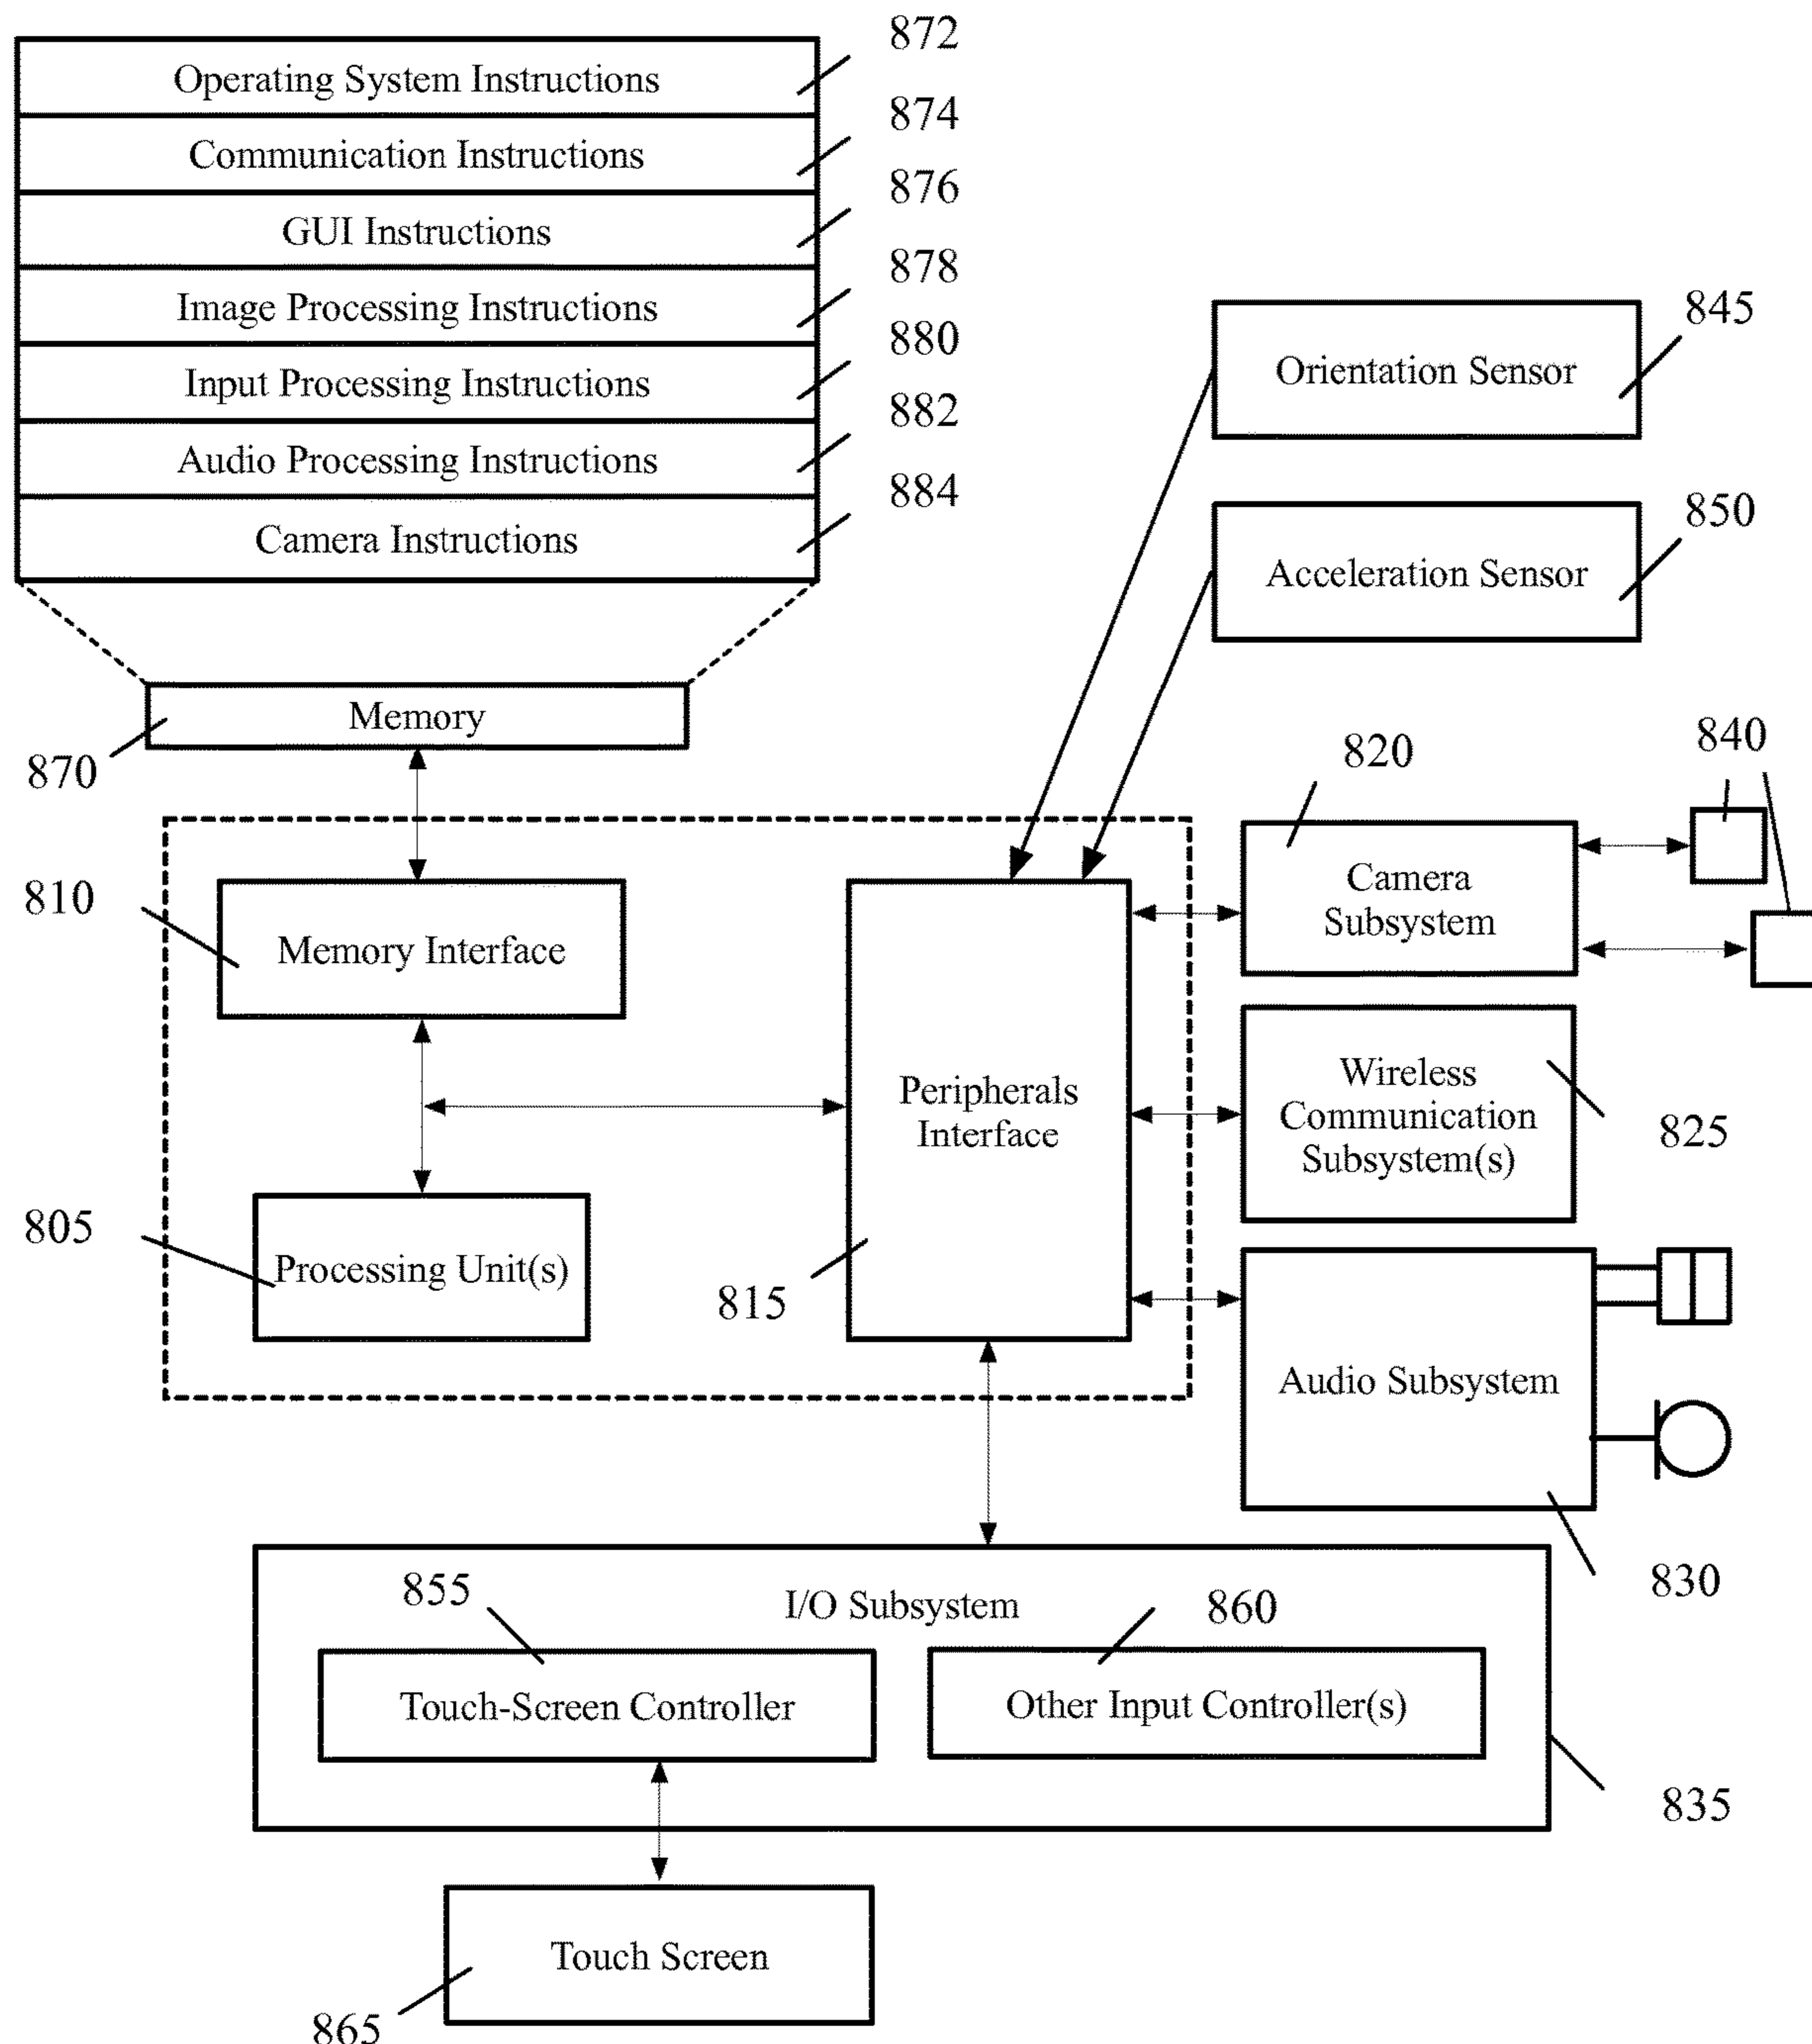 872
Operating System Instructions
874
Communication Instructions
876
GUI Instructions
878
Image Processing Instructions
880
Input Processing Instructions
882
Audio Processing Instructions
884
Camera Instructions
845
Orientation Sensor
850
Acceleration Sensor
Memory
870
820
840
Camera
Subsystem
810
Memory Interface
Peripherals
Interface
Wireless
Communication
Subsystem(s)
825
805
Processing Unit(s)
815
Audio Subsystem
830
855
I/O Subsystem
860
Touch-Screen Controller
Other Input Controller(s)
835
Touch Screen
865